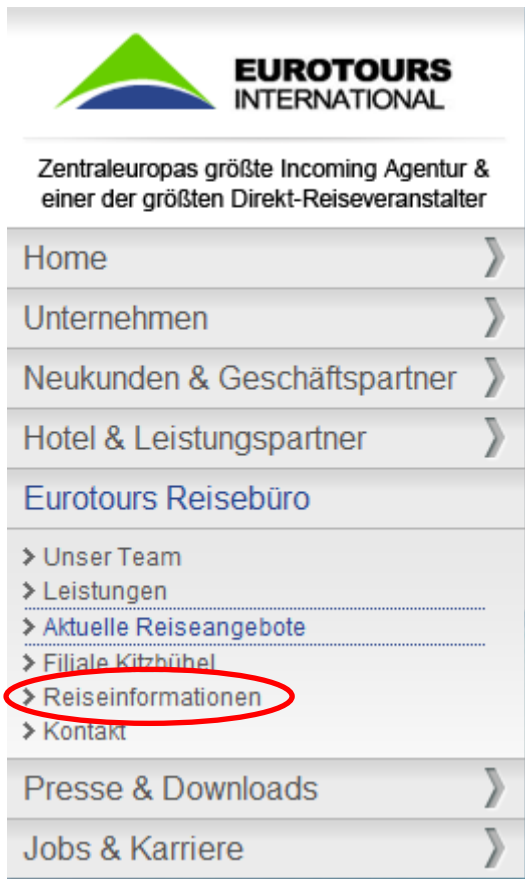 EUROTOURS
INTERNATIONAL
Zentraleuropas größte Incoming Agentur &
einer der größten Direkt-Reiseveranstalter
Home
Unternehmen
Neukunden & Geschäftspartner
Hotel & Leistungspartner
Eurotours Reisebüro
Unser Team
Leistungen
Aktuelle Reiseangebote
Filiale Kitzbühel
Reiseinformationen
Kontakt
Presse & Downloads
Jobs & Karriere